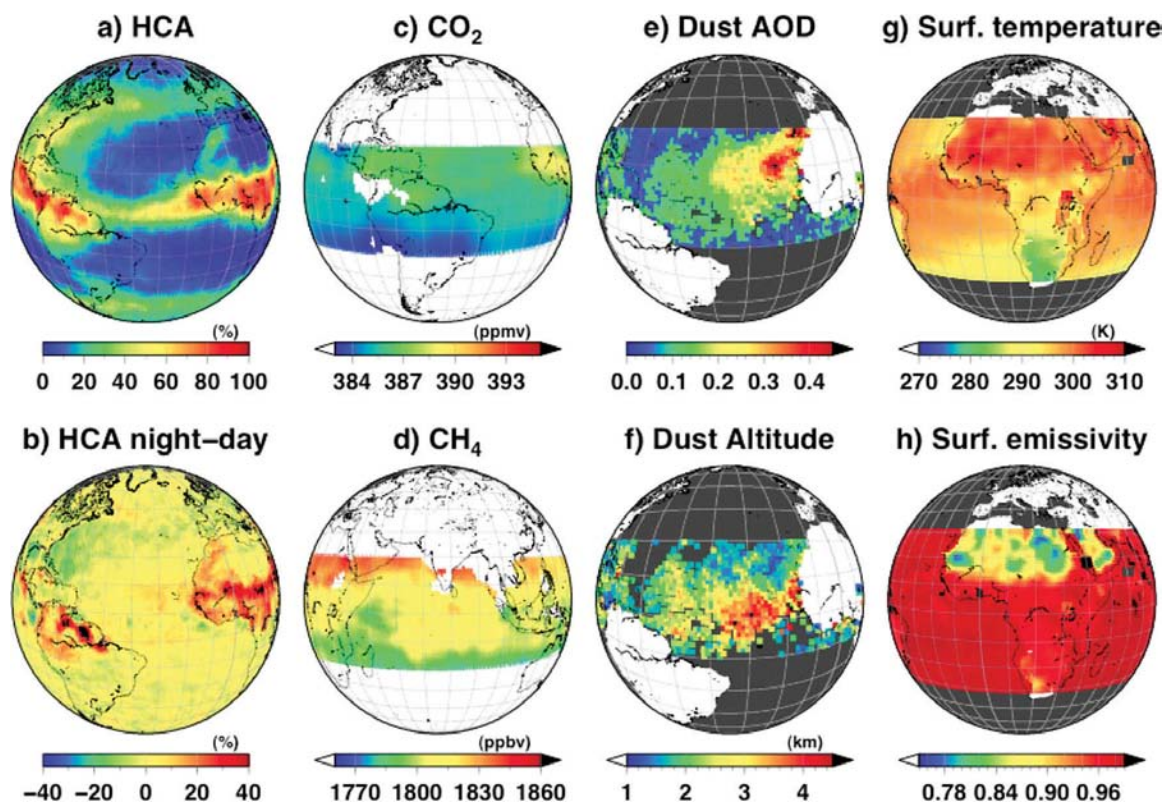 a) HCA
c) CO₂
e) Dust AOD
g) Surf. temperature
(%)
(ppmv)
(K)
0 20 40 60 80 100
384 387 390 393
0.0 0.1 0.2 0.3 0.4
270 280 290 300 310
b) HCA night–day
d) CH₄
f) Dust Altitude
h) Surf. emissivity
(%)
(ppbv)
(km)
−40 −20 0 20 40
1770 1800 1830 1860
1 2 3 4
0.78 0.84 0.90 0.96